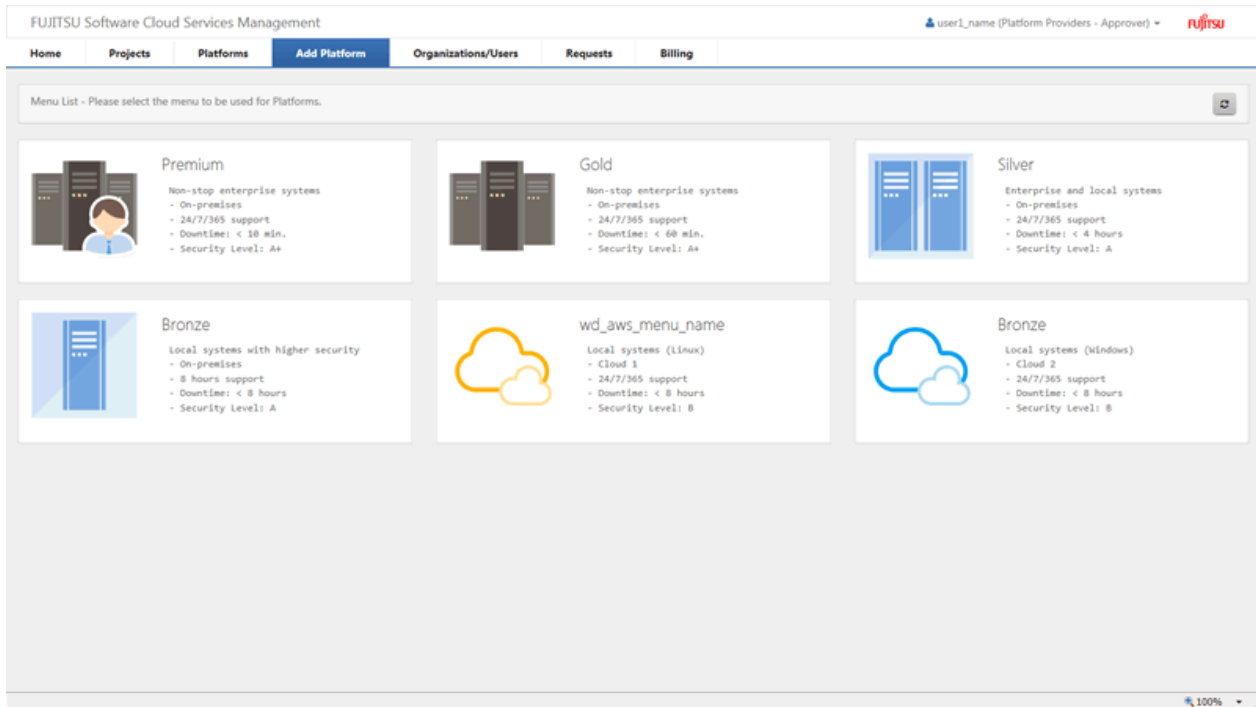 FUJITSU Software Cloud Services Management
user1_name (Platform Providers - Approver)
FUJITSU
Home Projects Platforms Add Platform Organizations/Users Requests Billing
Menu List - Please select the menu to be used for Platforms.
Premium
Non-stop enterprise systems
- On-premises
- 24/7/365 support
- Downtime: < 10 min.
- Security Level: A+
Gold
Non-stop enterprise systems
- On-premises
- 24/7/365 support
- Downtime: < 60 min.
- Security Level: A+
Silver
Enterprise and local systems
- On-premises
- 24/7/365 support
- Downtime: < 4 hours
- Security Level: A
Bronze
Local systems with higher security
- On-premises
- 8 hours support
- Downtime: < 8 hours
- Security Level: A
wd_aws_menu_name
Local systems (Linux)
- Cloud 1
- 24/7/365 support
- Downtime: < 8 hours
- Security Level: B
Bronze
Local systems (Windows)
- Cloud 2
- 24/7/365 support
- Downtime: < 8 hours
- Security Level: B
100%